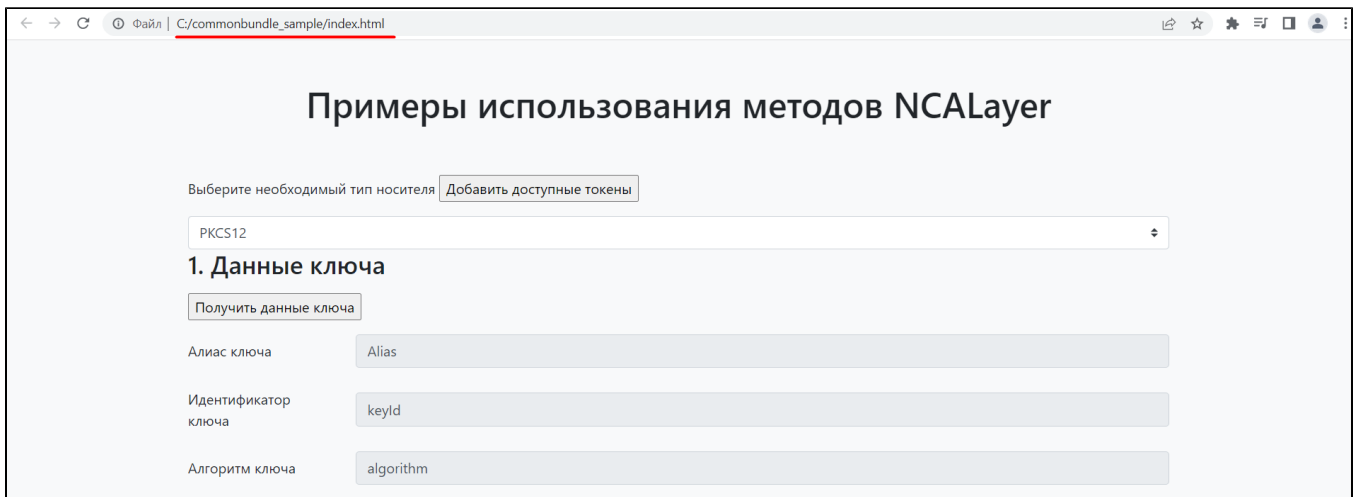 Файл | C:/commonbundle_sample/index.html
Примеры использования методов NCALayer
Выберите необходимый тип носителя Добавить доступные токены
PKCS12
1. Данные ключа
Получить данные ключа
Алиас ключа Alias
Идентификатор
ключа keyId
Алгоритм ключа algorithm